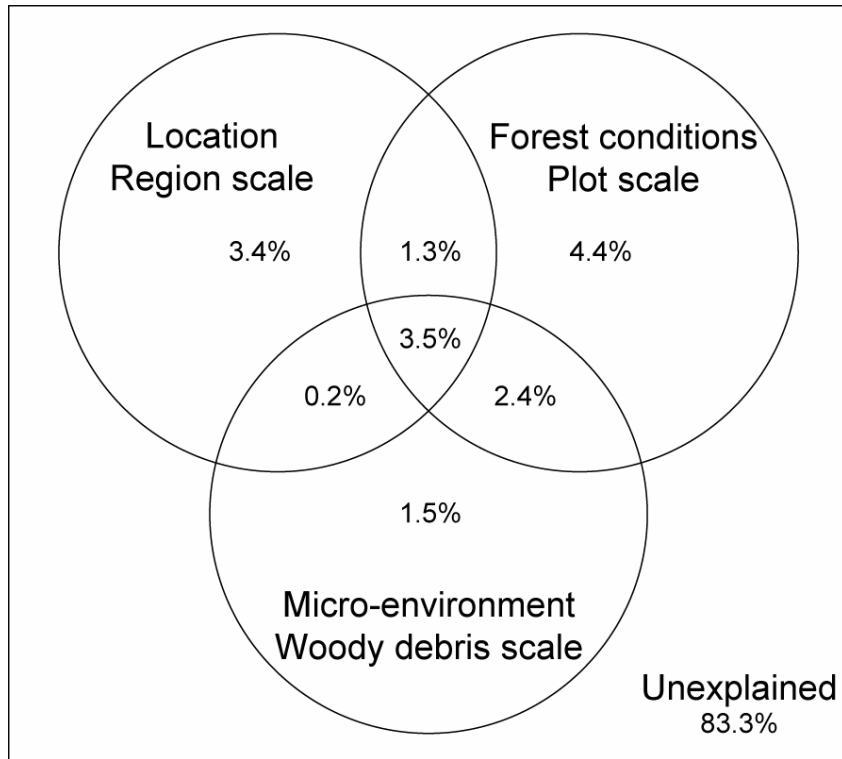 Location
Region scale
3.4%
1.3%
Forest conditions
Plot scale
4.4%
3.5%
0.2%
2.4%
1.5%
Micro-environment
Woody debris scale
Unexplained
83.3%